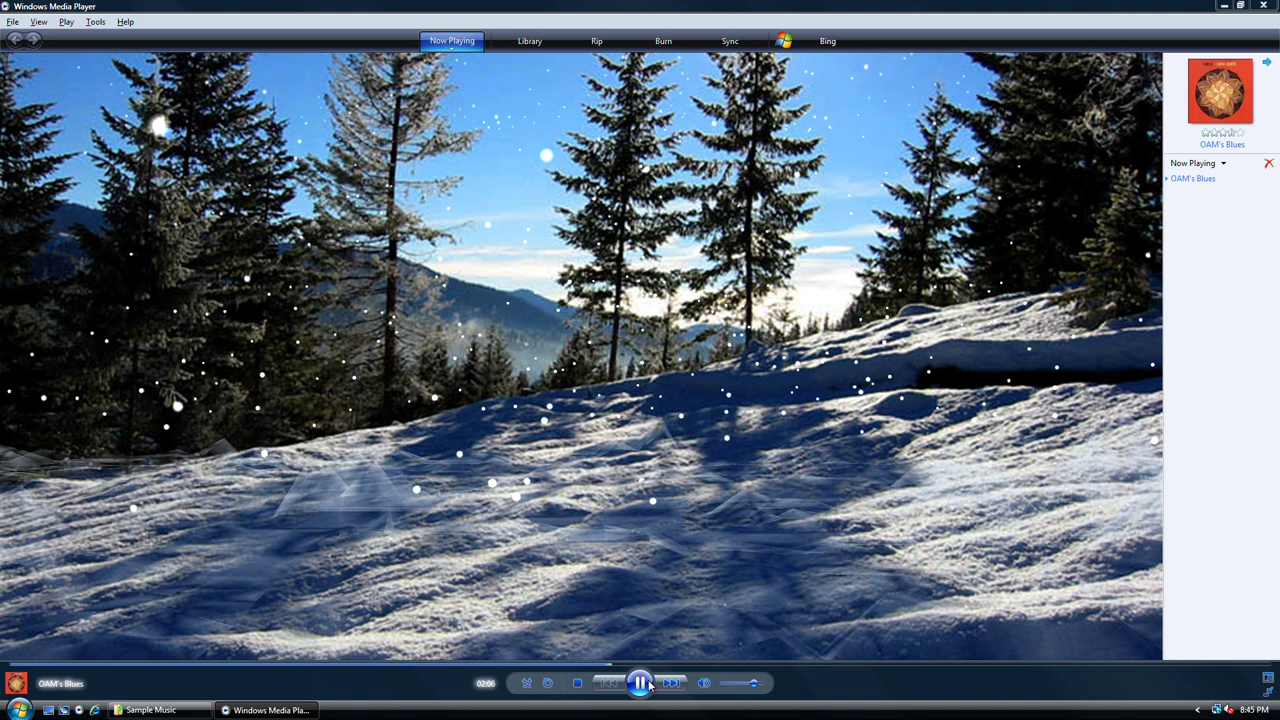 Windows Media Player
File View Play Tools Help
Now Playing Library Rip Burn Sync Bing
OAM's Blues
Now Playing
OAM's Blues
OAM's Blues 02:06
Sample Music Windows Media Pla... 8:45 PM